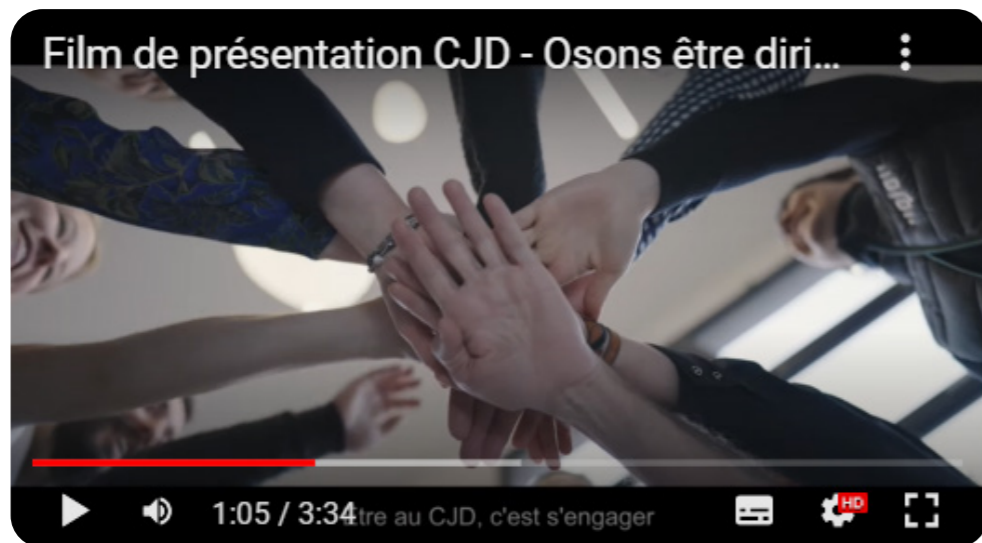 Film de présentation CJD - Osons être diri...
1:05 / 3:34
tre au CJD, c'est s'engager
HD